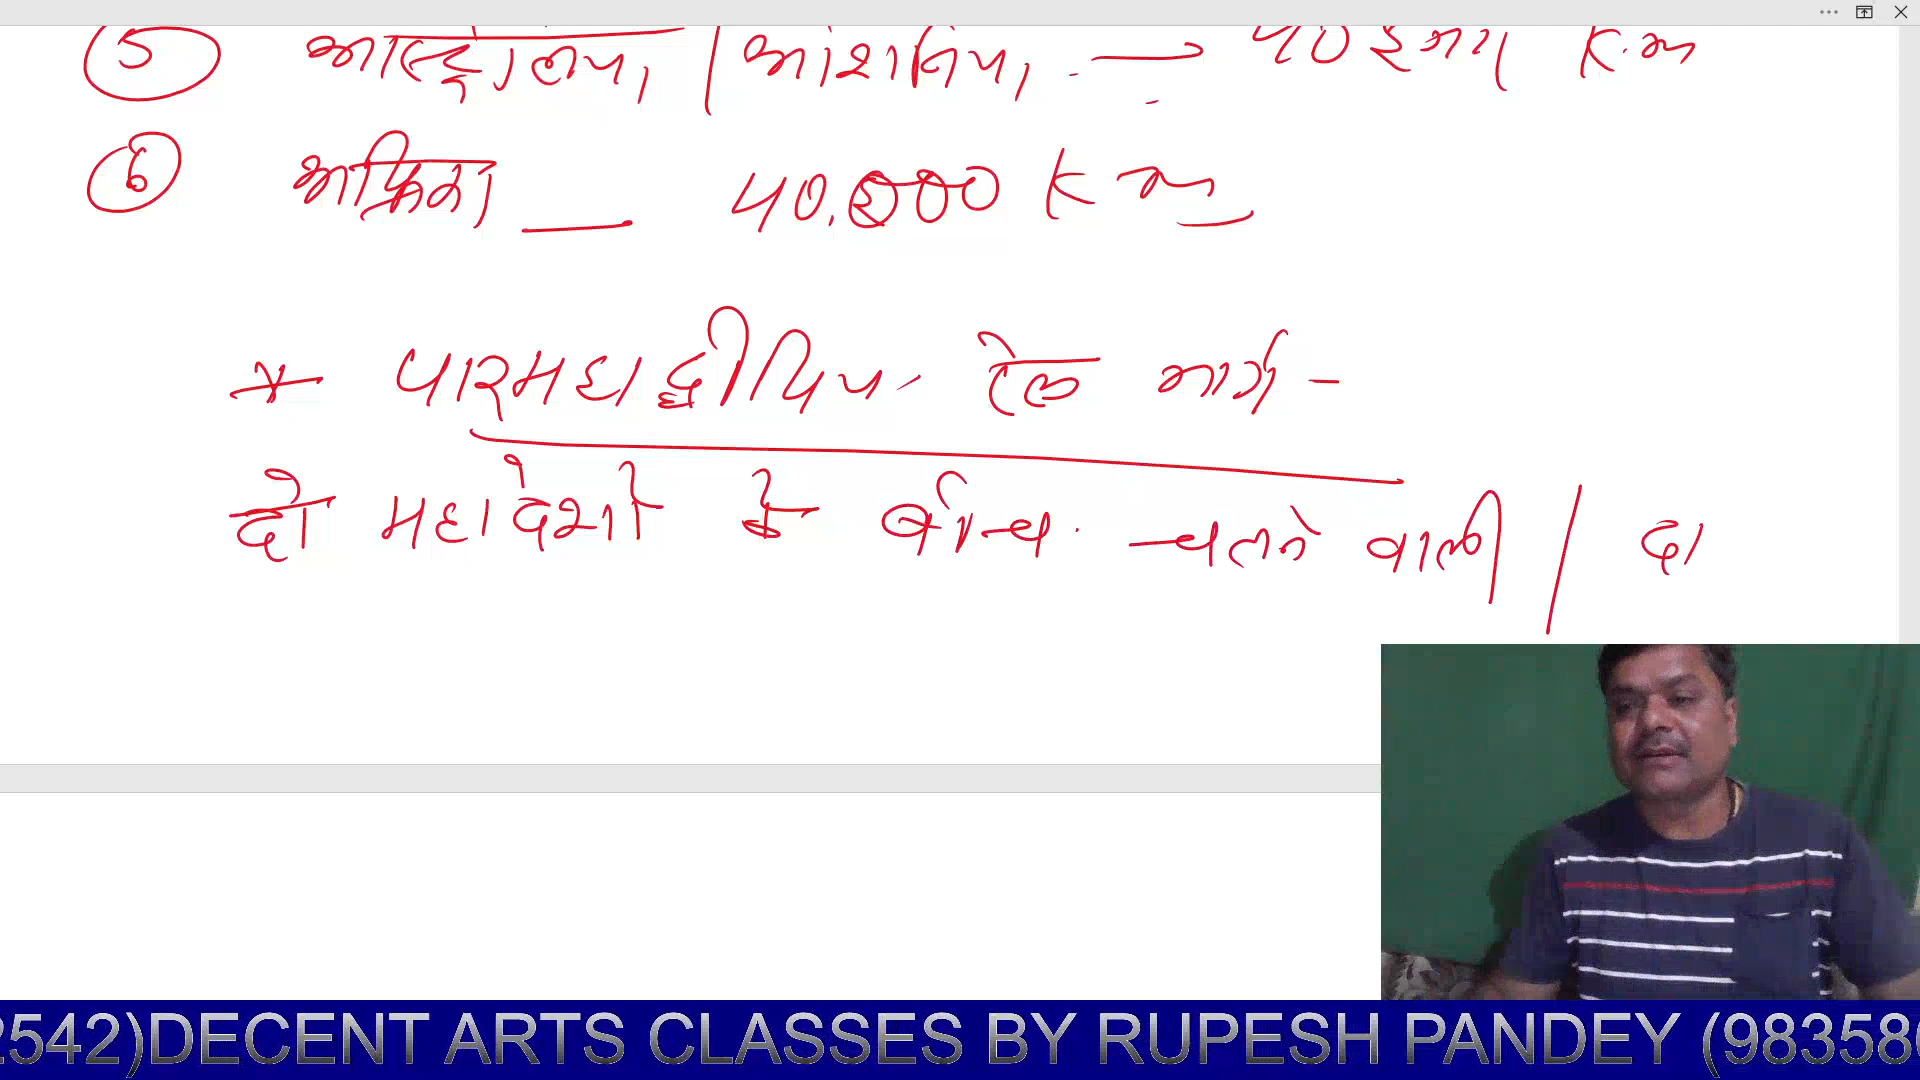 5 आस्ट्रेलिया / ओशनिया → 40 हजार K.m
6 अफ्रिका — 40,000 K m
* पारमहाद्वीपिय रेल मार्ग -
दो महादेशो के बीच चलने वाली / दो
2542)DECENT ARTS CLASSES BY RUPESH PANDEY (98358